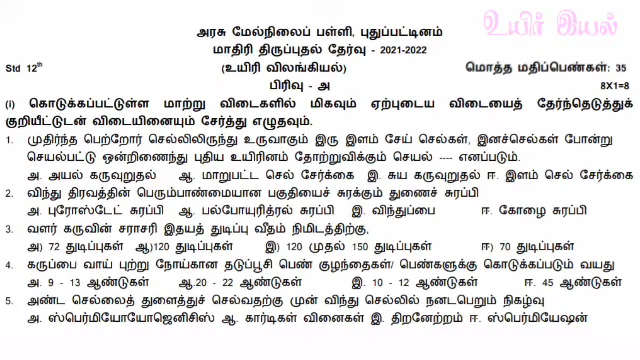 அரசு மேல்நிலைப் பள்ளி, புதுப்பட்டினம்
உயிர் இயல்
மாதிரி திருப்புதல் தேர்வு - 2021-2022
Std 12th (உயிரி விலங்கியல்) மொத்த மதிப்பெண்கள்: 35
பிரிவு - அ 8X1=8
(i) கொடுக்கப்பட்டுள்ள மாற்று விடைகளில் மிகவும் ஏற்புடைய விடையைத் தேர்ந்தெடுத்துக்
குறியீட்டுடன் விடையினையும் சேர்த்து எழுதவும்.
1. முதிர்ந்த பெற்றோர் செல்லிலிருந்து உருவாகும் இரு இளம் சேய் செல்கள், இனச்செல்கள் போன்று
செயல்பட்டு ஒன்றிணைந்து புதிய உயிரினம் தோற்றுவிக்கும் செயல் ---- எனப்படும்.
அ. அயல் கருவுறுதல் ஆ. மாறுபட்ட செல் சேர்க்கை இ. சுய கருவுறுதல் ஈ. இளம் செல் சேர்க்கை
2. விந்து திரவத்தின் பெரும்பான்மையான பகுதியைச் சுரக்கும் துணைச் சுரப்பி
அ. புரோஸ்டேட் சுரப்பி ஆ. பல்போயுரித்ரல் சுரப்பி இ. விந்துப்பை ஈ. கோழை சுரப்பி
3. வளர் கருவின் சராசரி இதயத் துடிப்பு வீதம் நிமிடத்திற்கு,
அ) 72 துடிப்புகள் ஆ)120 துடிப்புகள் இ) 120 முதல் 150 துடிப்புகள் ஈ) 70 துடிப்புகள்
4. கருப்பை வாய் புற்று நோய்கான தடுப்பூசி பெண் குழந்தைகள்/ பெண்களுக்கு கொடுக்கப்படும் வயது
அ. 9 - 13 ஆண்டுகள் ஆ.20 - 22 ஆண்டுகள் இ. 10 - 12 ஆண்டுகள் ஈ. 45 ஆண்டுகள்
5. அண்ட செல்லைத் துளைத்துச் செல்வதற்கு முன் விந்து செல்லில் நடைபெறும் நிகழ்வு
அ. ஸ்பெர்மியோயோஜெனிசிஸ் ஆ. கார்டிகள் வினைகள் இ. திறனேற்றம் ஈ. ஸ்பெர்மியேஷன்